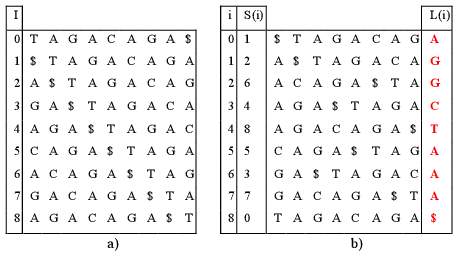 I
0 T A G A C A G A $
1 $ T A G A C A G A
2 A $ T A G A C A G
3 G A $ T A G A C A
4 A G A $ T A G A C
5 C A G A $ T A G A
6 A C A G A $ T A G
7 G A C A G A $ T A
8 A G A C A G A $ T
a)
i S(i) L(i)
0 1 $ T A G A C A G A
1 2 A $ T A G A C A G
2 6 A C A G A $ T A G
3 4 A G A $ T A G A C
4 8 A G A C A G A $ T
5 5 C A G A $ T A G A
6 3 G A $ T A G A C A
7 7 G A C A G A $ T A
8 0 T A G A C A G A $
b)